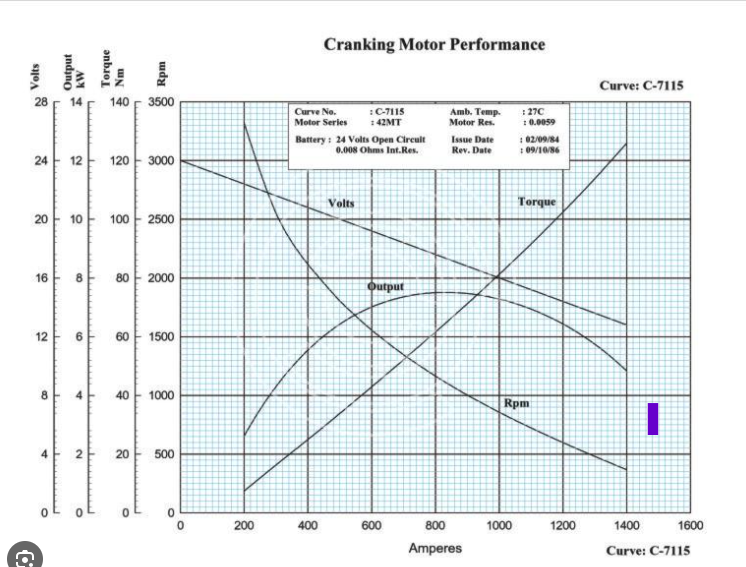 Cranking Motor Performance
Curve: C-7115
Volts
Output
kW
Torque
Nm
Rpm
Curve No. : C-7115 Amb. Temp. : 27C
Motor Series : 42MT Motor Res. : 0.0059
Battery : 24 Volts Open Circuit Issue Date : 02/09/84
0.008 Ohms Int.Res. Rev. Date : 09/10/86
28 14 140 3500
24 12 120 3000
20 10 100 2500
16 8 80 2000
12 6 60 1500
8 4 40 1000
4 2 20 500
0 0 0 0
Volts
Torque
Output
Rpm
0 200 400 600 800 1000 1200 1400 1600
Amperes
Curve: C-7115